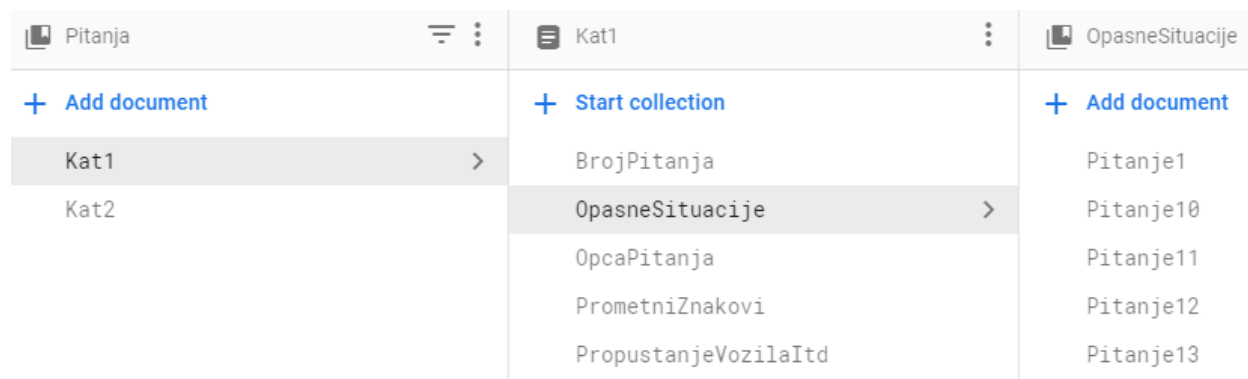 Pitanja
Add document
Kat1
Kat2
Kat1
Start collection
BrojPitanja
OpasneSituacije
OpcaPitanja
PrometniZnakovi
PropustanjeVozilaItd
OpasneSituacije
Add document
Pitanje1
Pitanje10
Pitanje11
Pitanje12
Pitanje13